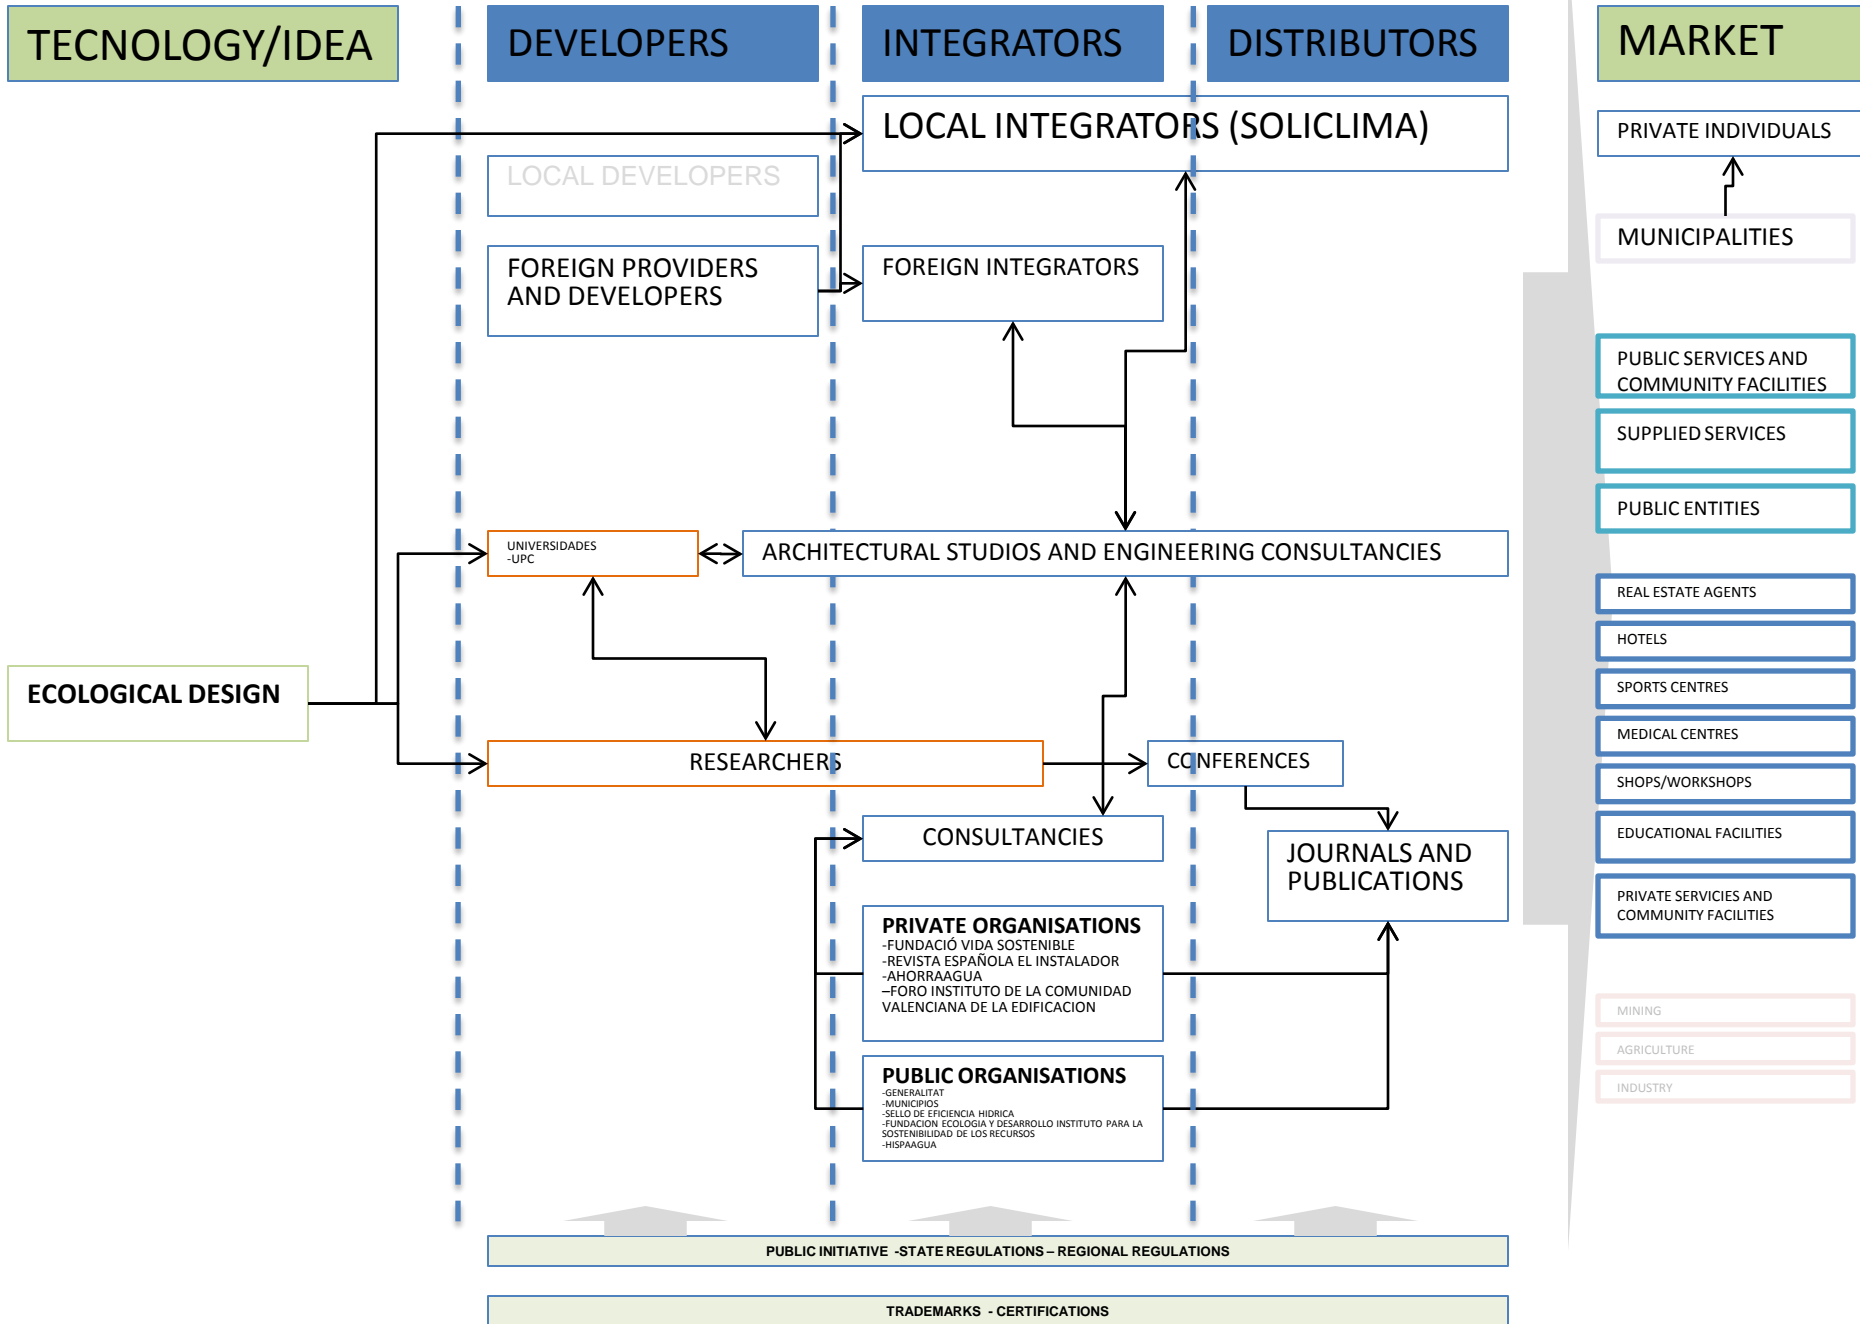 TECNOLOGY/IDEA
DEVELOPERS
INTEGRATORS
DISTRIBUTORS
MARKET
LOCAL INTEGRATORS (SOLICLIMA)
PRIVATE INDIVIDUALS
LOCAL DEVELOPERS
MUNICIPALITIES
FOREIGN PROVIDERS
AND DEVELOPERS
FOREIGN INTEGRATORS
PUBLIC SERVICES AND
COMMUNITY FACILITIES
SUPPLIED SERVICES
PUBLIC ENTITIES
UNIVERSIDADES
-UPC
ARCHITECTURAL STUDIOS AND ENGINEERING CONSULTANCIES
REAL ESTATE AGENTS
HOTELS
ECOLOGICAL DESIGN
SPORTS CENTRES
MEDICAL CENTRES
RESEARCHERS
CONFERENCES
SHOPS/WORKSHOPS
CONSULTANCIES
EDUCATIONAL FACILITIES
JOURNALS AND
PUBLICATIONS
PRIVATE SERVICIES AND
COMMUNITY FACILITIES
PRIVATE ORGANISATIONS
-FUNDACIÓ VIDA SOSTENIBLE
-REVISTA ESPAÑOLA EL INSTALADOR
-AHORRAAGUA
–FORO INSTITUTO DE LA COMUNIDAD
VALENCIANA DE LA EDIFICACION
MINING
AGRICULTURE
INDUSTRY
PUBLIC ORGANISATIONS
-GENERALITAT
-MUNICIPIOS
-SELLO DE EFICIENCIA HIDRICA
-FUNDACION ECOLOGIA Y DESARROLLO INSTITUTO PARA LA
SOSTENIBILIDAD DE LOS RECURSOS
-HISPAAGUA
PUBLIC INITIATIVE -STATE REGULATIONS – REGIONAL REGULATIONS
TRADEMARKS - CERTIFICATIONS